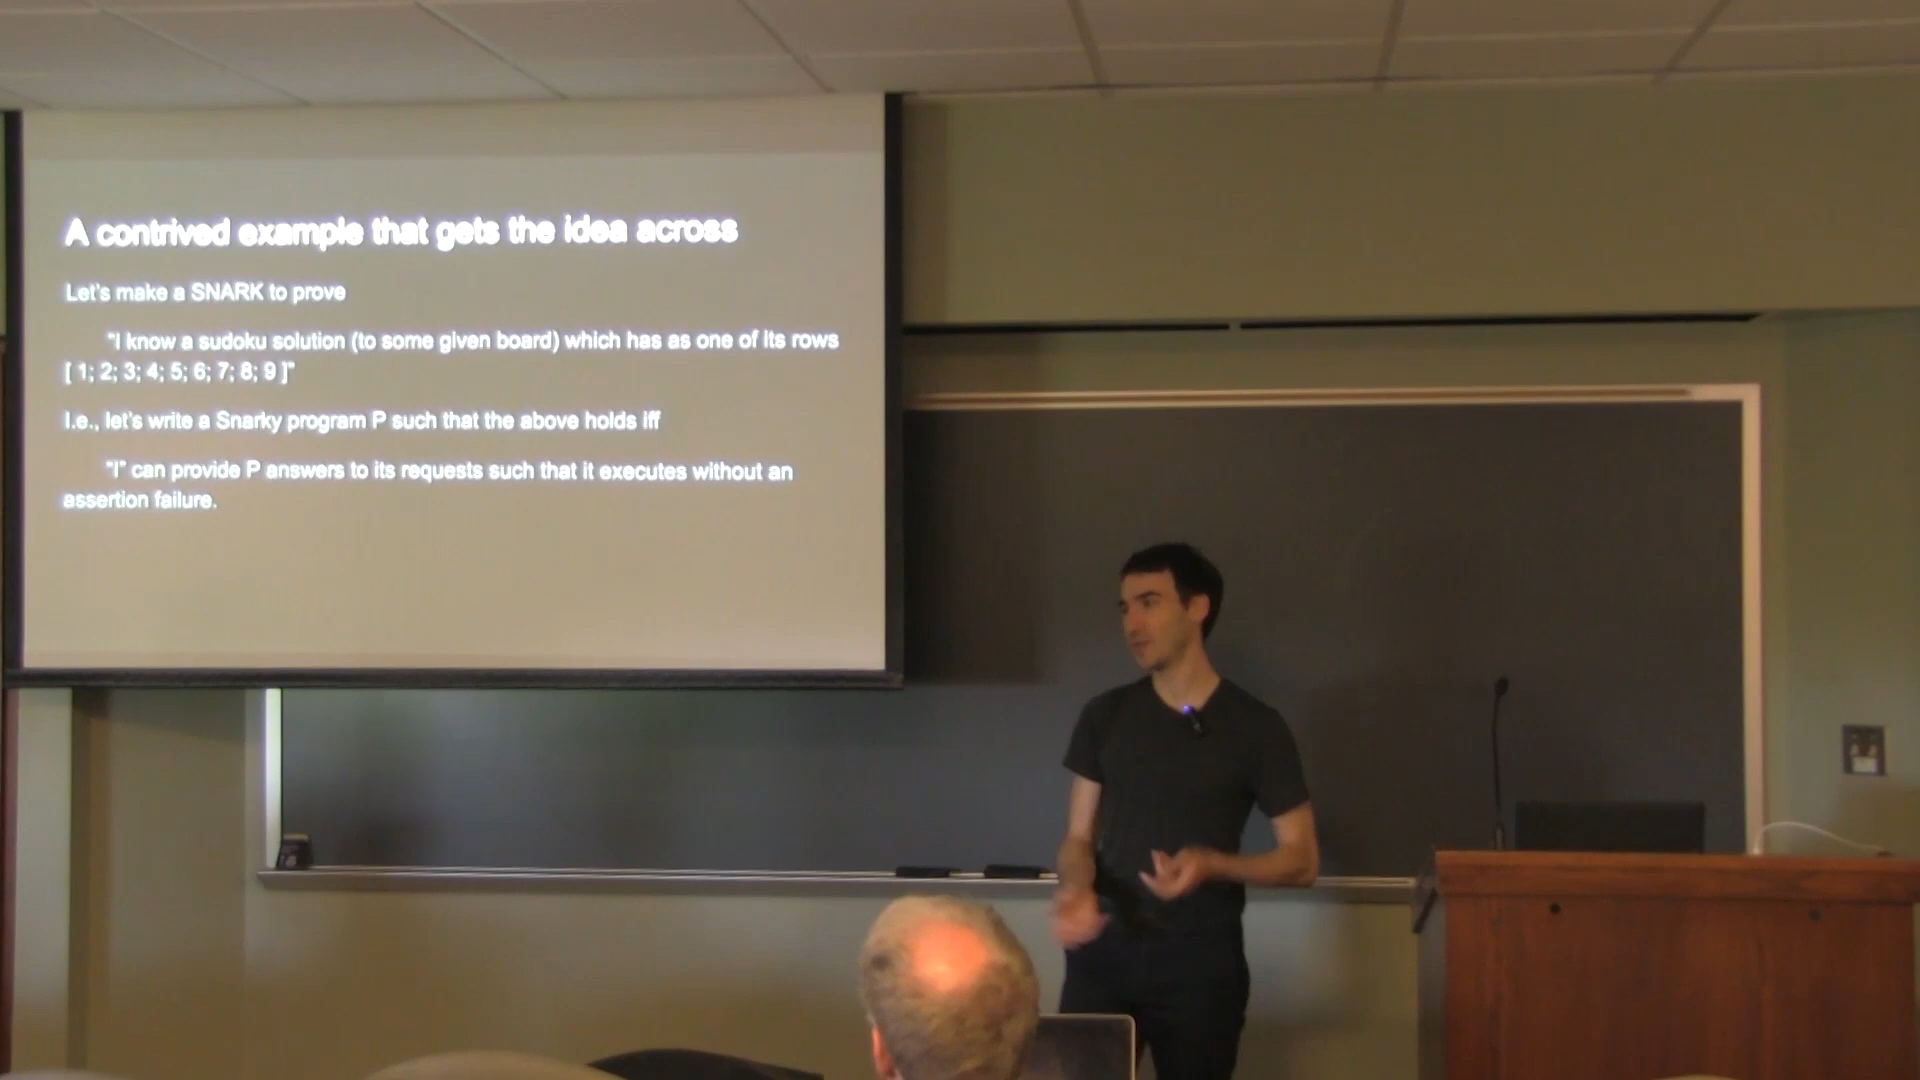 A contrived example that gets the idea across
Let's make a SNARK to prove
"I know a sudoku solution (to some given board) which has as one of its rows
[ 1; 2; 3; 4; 5; 6; 7; 8; 9 ]"
I.e., let's write a Snarky program P such that the above holds iff
"I" can provide P answers to its requests such that it executes without an
assertion failure.